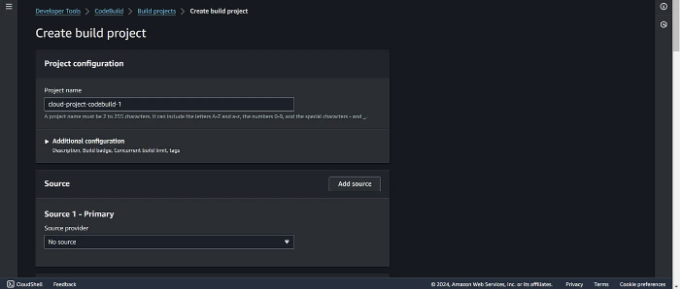 Developer Tools > CodeBuild > Build projects > Create build project
Create build project
Project configuration
Project name
cloud-project-codebuild-1
A project name must be 2 to 255 characters. It can include the letters A-Z and a-z, the numbers 0-9, and the special characters - and _.
Additional configuration
Description, Build badge, Concurrent build limit, tags
Source
Add source
Source 1 - Primary
Source provider
No source
CloudShell Feedback © 2024, Amazon Web Services, Inc. or its affiliates. Privacy Terms Cookie preferences